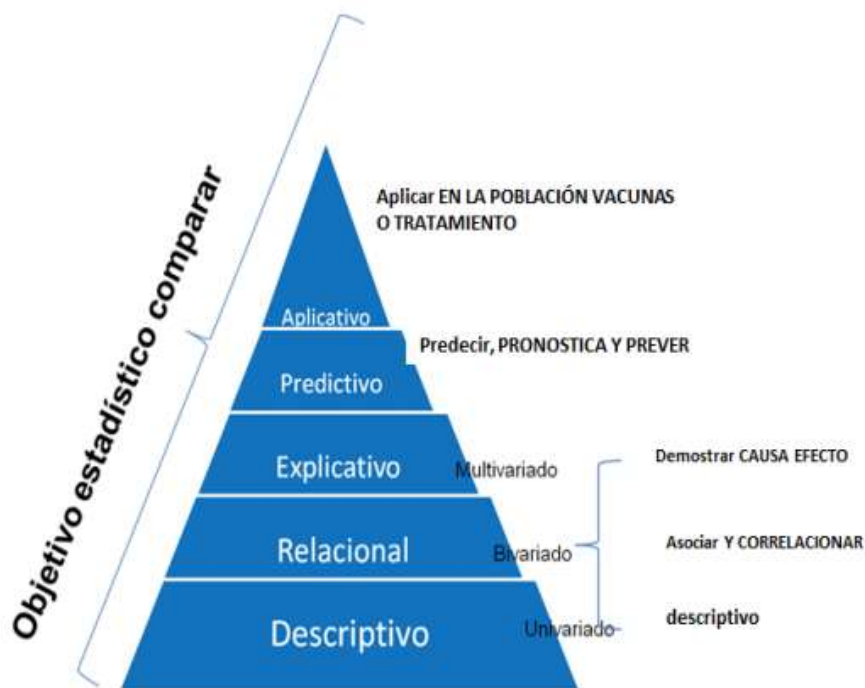 Objetivo estadístico comparar
Aplicar EN LA POBLACIÓN VACUNAS
O TRATAMIENTO
Aplicativo
Predecir, PRONOSTICA Y PREVER
Predictivo
Explicativo
Multivariado
Demostrar CAUSA EFECTO
Relacional
Bivariado
Asociar Y CORRELACIONAR
Descriptivo
Univariado
descriptivo